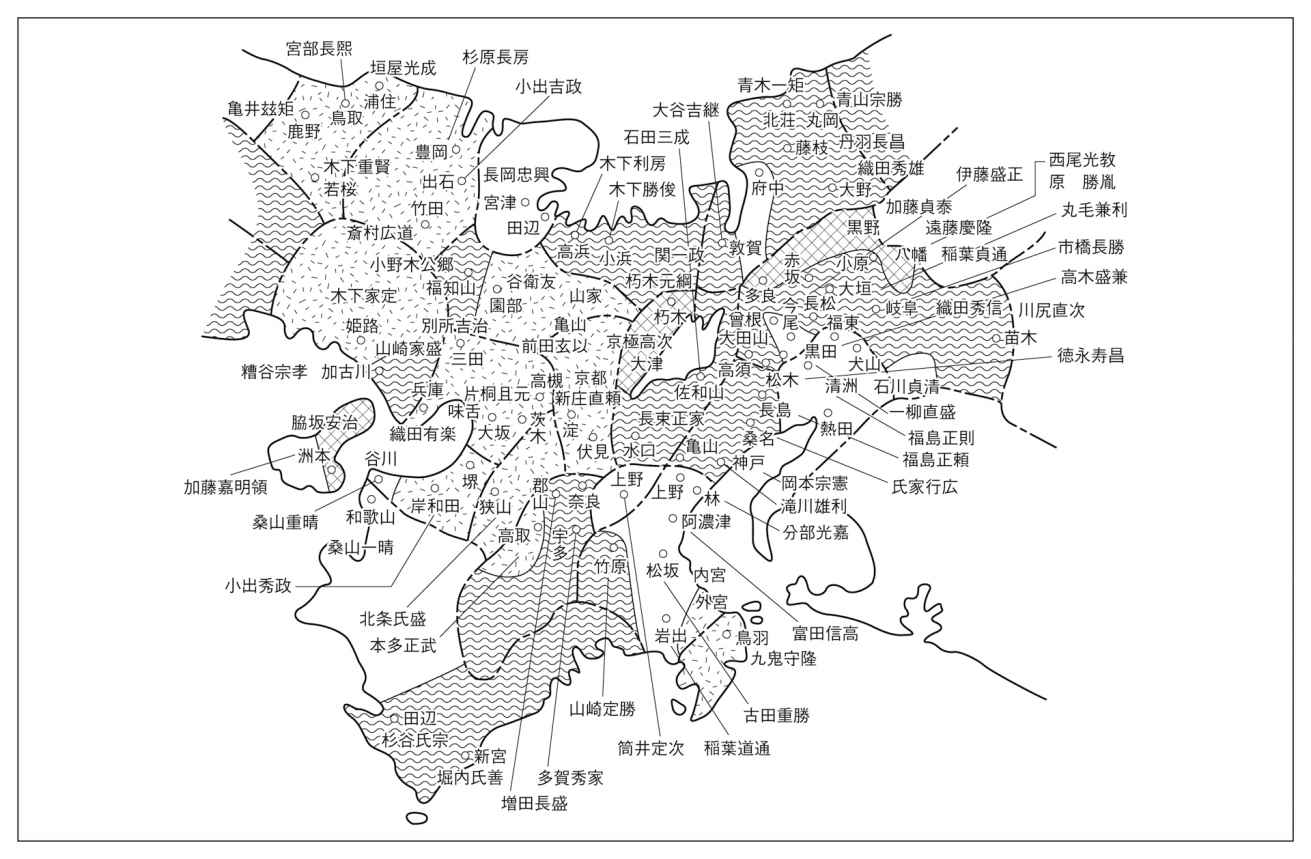 宮部長熙
垣屋光成
杉原長房
小出吉政
亀井玆矩
鹿野
鳥取
浦住
豊岡
木下重賢
若桜
出石
竹田
斎村広道
長岡忠興
宮津
田辺
木下利房
木下勝俊
石田三成
大谷吉継
青木一矩
北荘
丸岡
青山宗勝
藤枝
丹羽長昌
織田秀雄
大野
府中
伊藤盛正
西尾光教
原　勝胤
加藤貞泰
黒野
遠藤慶隆
丸毛兼利
八幡
稲葉貞通
市橋長勝
高木盛兼
小野木公郷
福知山
木下家定
姫路
別所吉治
山崎家盛
三田
糟谷宗孝
加古川
谷衛友
園部
山家
亀山
前田玄以
高浜
小浜
関一政
敦賀
朽木元綱
朽木
京極高次
大津
多良
赤坂
小原
大垣
今尾
長松
曾根
福束
大田山
岐阜
織田秀信
川尻直次
苗木
黒田
犬山
高須
松木
徳永寿昌
清洲
石川貞清
一柳直盛
佐和山
長島
熱田
福島正則
福島正頼
桑名
氏家行広
兵庫
片桐且元
高槻
京都
新庄直頼
味舌
織田有楽
大坂
茨木
淀
伏見
長束正家
水口
亀山
神戸
岡本宗憲
滝川雄利
脇坂安治
洲本
加藤嘉明領
谷川
桑山重晴
和歌山
桑山一晴
岸和田
堺
狭山
郡山
奈良
上野
上野
林
分部光嘉
阿濃津
高取
宇多
竹原
松坂
内宮
外宮
小出秀政
北条氏盛
本多正武
岩出
鳥羽
九鬼守隆
富田信高
田辺
杉谷氏宗
新宮
堀内氏善
山崎定勝
古田重勝
筒井定次
稲葉道通
多賀秀家
増田長盛